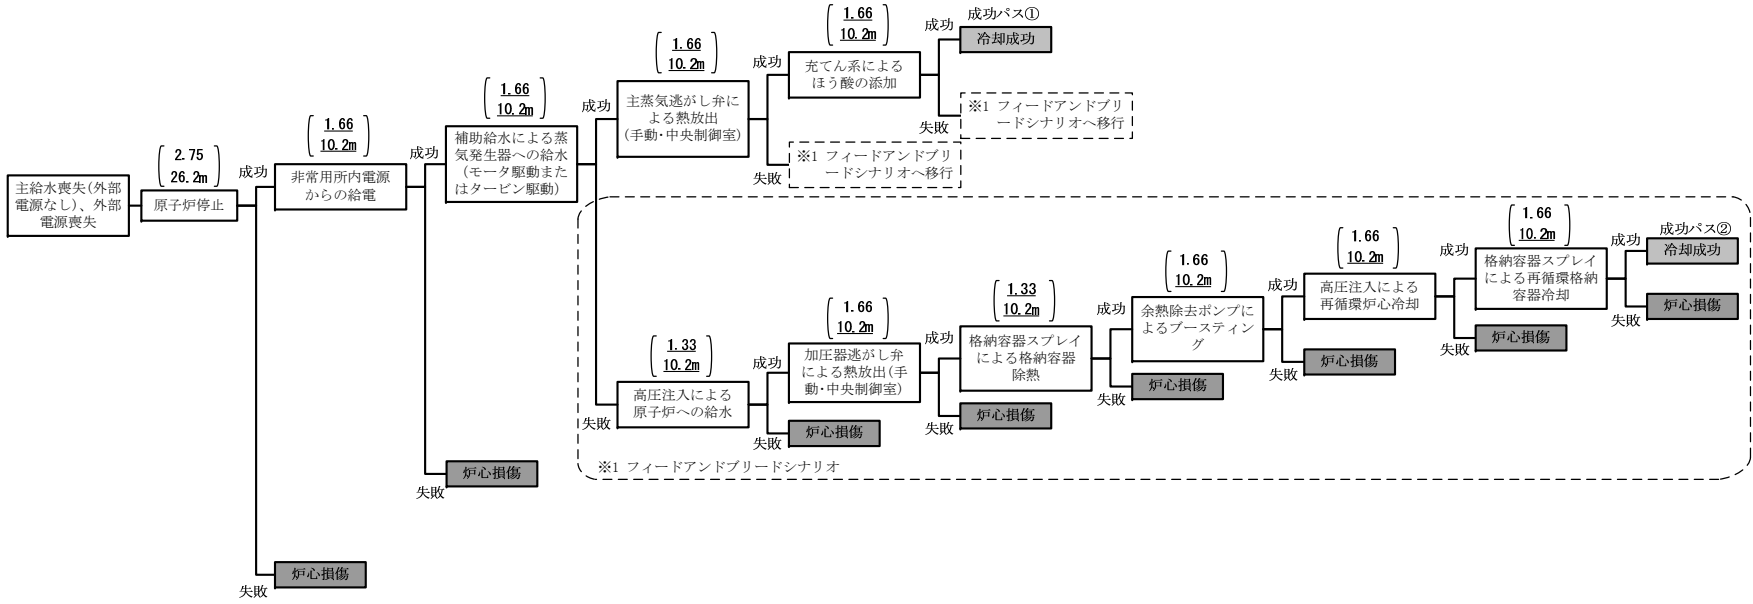 主給水喪失(外部
電源なし)、外部
電源喪失
2.75
26.2m
原子炉停止
成功
失敗
炉心損傷
1.66
10.2m
非常用所内電源
からの給電
成功
失敗
炉心損傷
1.66
10.2m
補助給水による蒸
気発生器への給水
(モータ駆動また
はタービン駆動)
成功
失敗
1.66
10.2m
主蒸気逃がし弁に
よる熱放出
(手動・中央制御室)
成功
失敗
※1 フィードアンドブリ
ードシナリオへ移行
1.66
10.2m
充てん系による
ほう酸の添加
成功
成功パス①
冷却成功
失敗
※1 フィードアンドブリ
ードシナリオへ移行
1.33
10.2m
高圧注入による
原子炉への給水
成功
失敗
炉心損傷
1.66
10.2m
加圧器逃がし弁
による熱放出(手
動・中央制御室)
成功
失敗
炉心損傷
1.33
10.2m
格納容器スプレイ
による格納容器
除熱
成功
失敗
炉心損傷
1.66
10.2m
余熱除去ポンプに
よるブースティン
グ
成功
失敗
炉心損傷
1.66
10.2m
高圧注入による
再循環炉心冷却
成功
失敗
炉心損傷
1.66
10.2m
格納容器スプレイ
による再循環格納
容器冷却
成功
成功パス②
冷却成功
失敗
炉心損傷
※1 フィードアンドブリードシナリオ